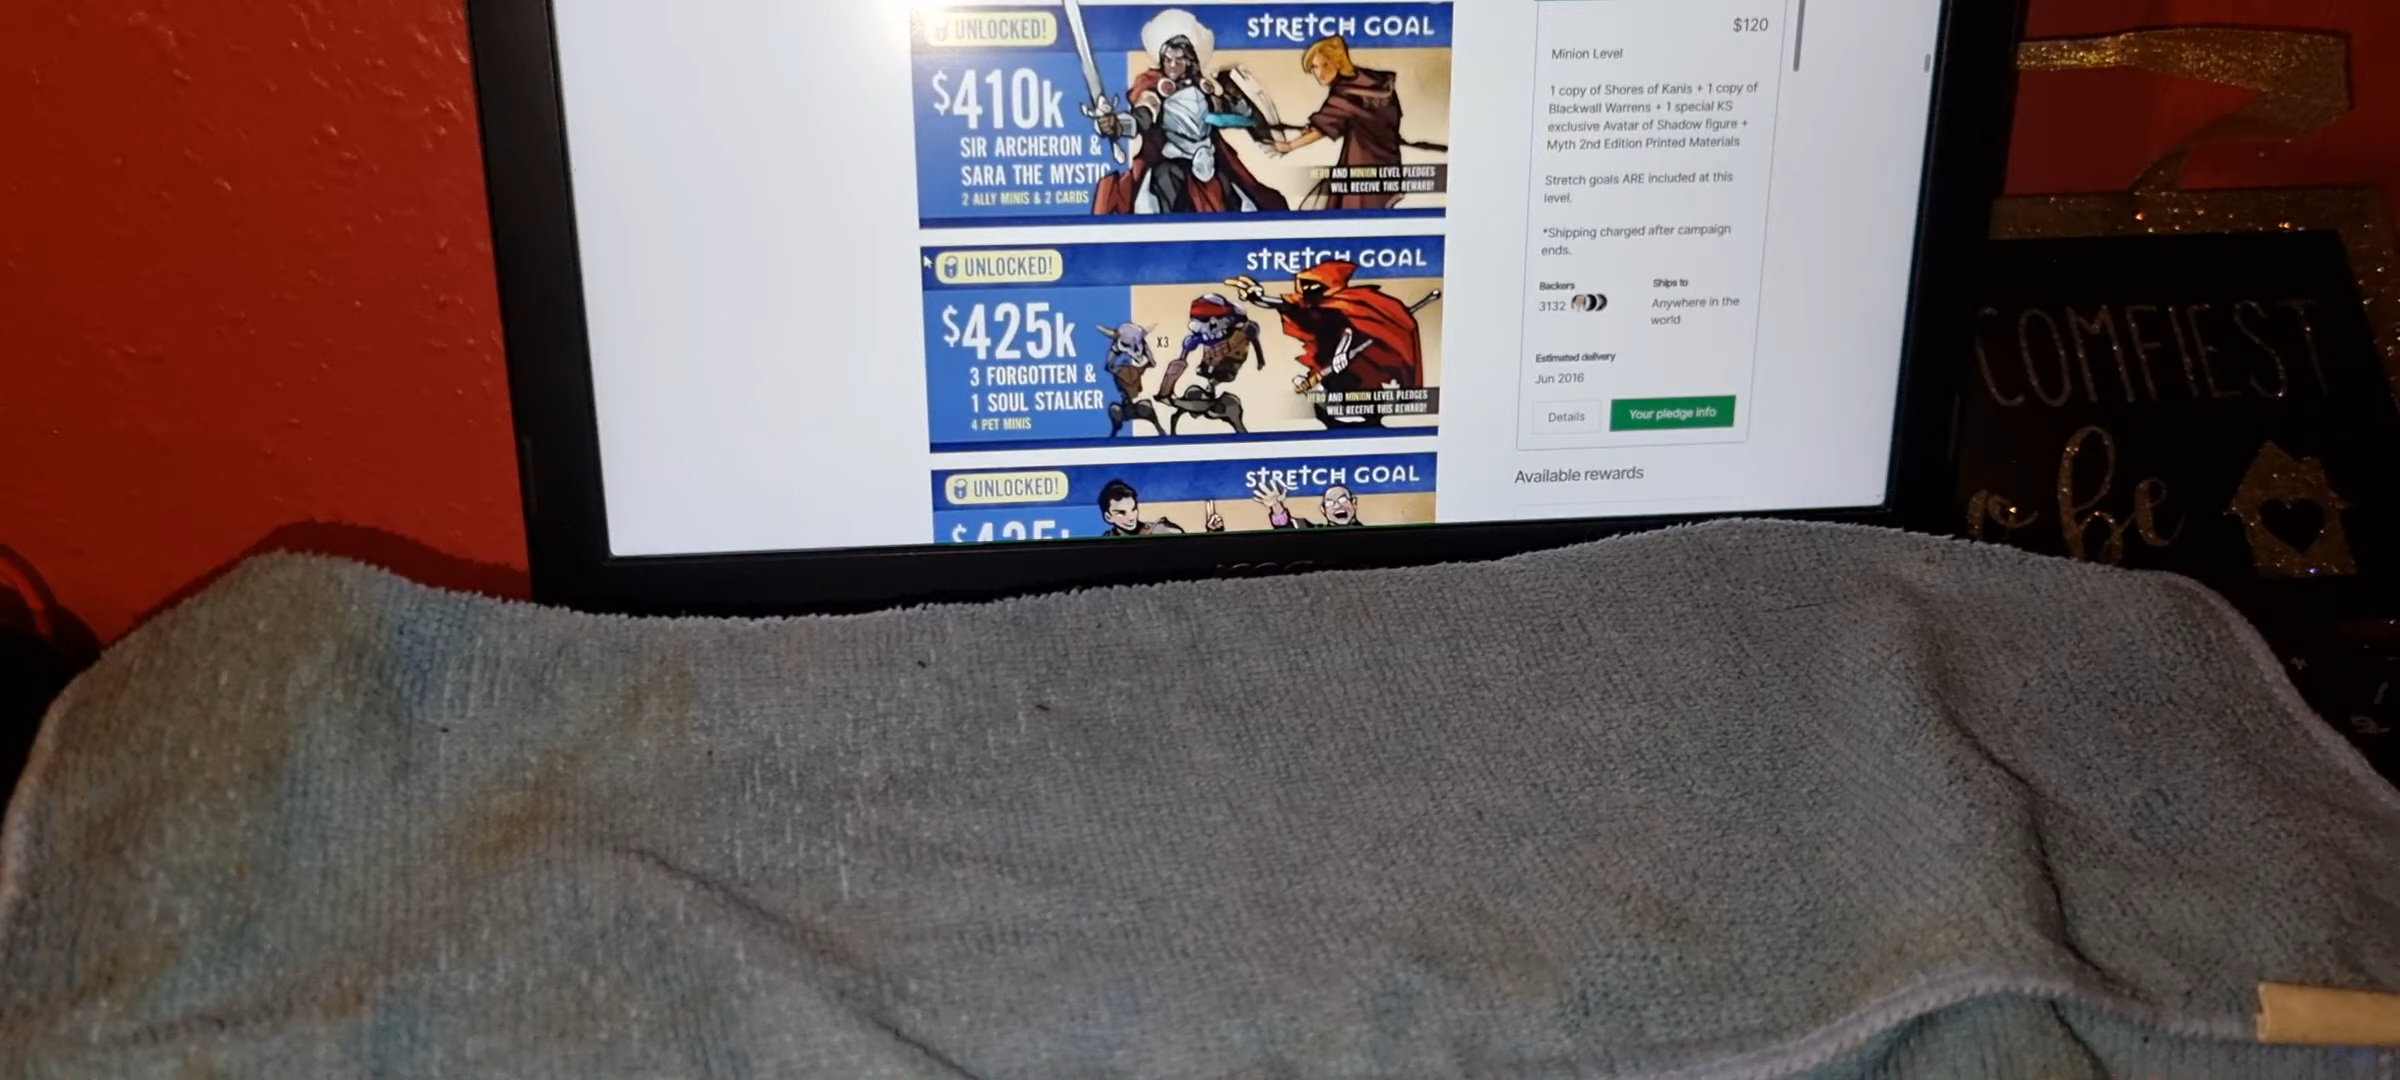 UNLOCKED!
STRETCH GOAL
$410k
SIR ARCHERON &
SARA THE MYSTIC
2 ALLY MINIS & 2 CARDS
HERO AND MINION LEVEL PLEDGES
WILL RECEIVE THIS REWARD!
UNLOCKED!
STRETCH GOAL
$425k
3 FORGOTTEN &
1 SOUL STALKER
4 PET MINIS
X3
HERO AND MINION LEVEL PLEDGES
WILL RECEIVE THIS REWARD!
UNLOCKED!
STRETCH GOAL
$120
Minion Level
1 copy of Shores of Kanis + 1 copy of
Blackwall Warrens + 1 special KS
exclusive Avatar of Shadow figure +
Myth 2nd Edition Printed Materials
Stretch goals ARE included at this
level.
*Shipping charged after campaign
ends.
Backers
3132
Ships to
Anywhere in the
world
Estimated delivery
Jun 2016
Details
Your pledge info
Available rewards
COMFIEST
be